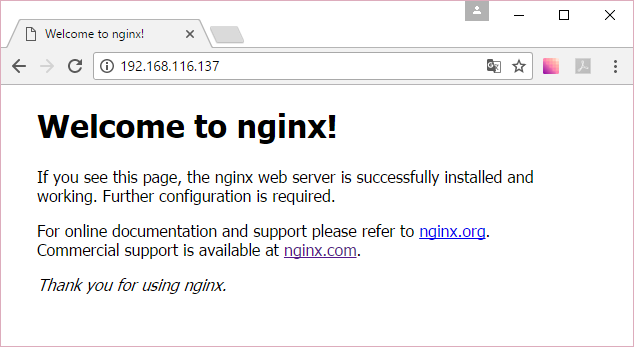 Welcome to nginx!
192.168.116.137
Welcome to nginx!
If you see this page, the nginx web server is successfully installed and
working. Further configuration is required.
For online documentation and support please refer to nginx.org.
Commercial support is available at nginx.com.
Thank you for using nginx.